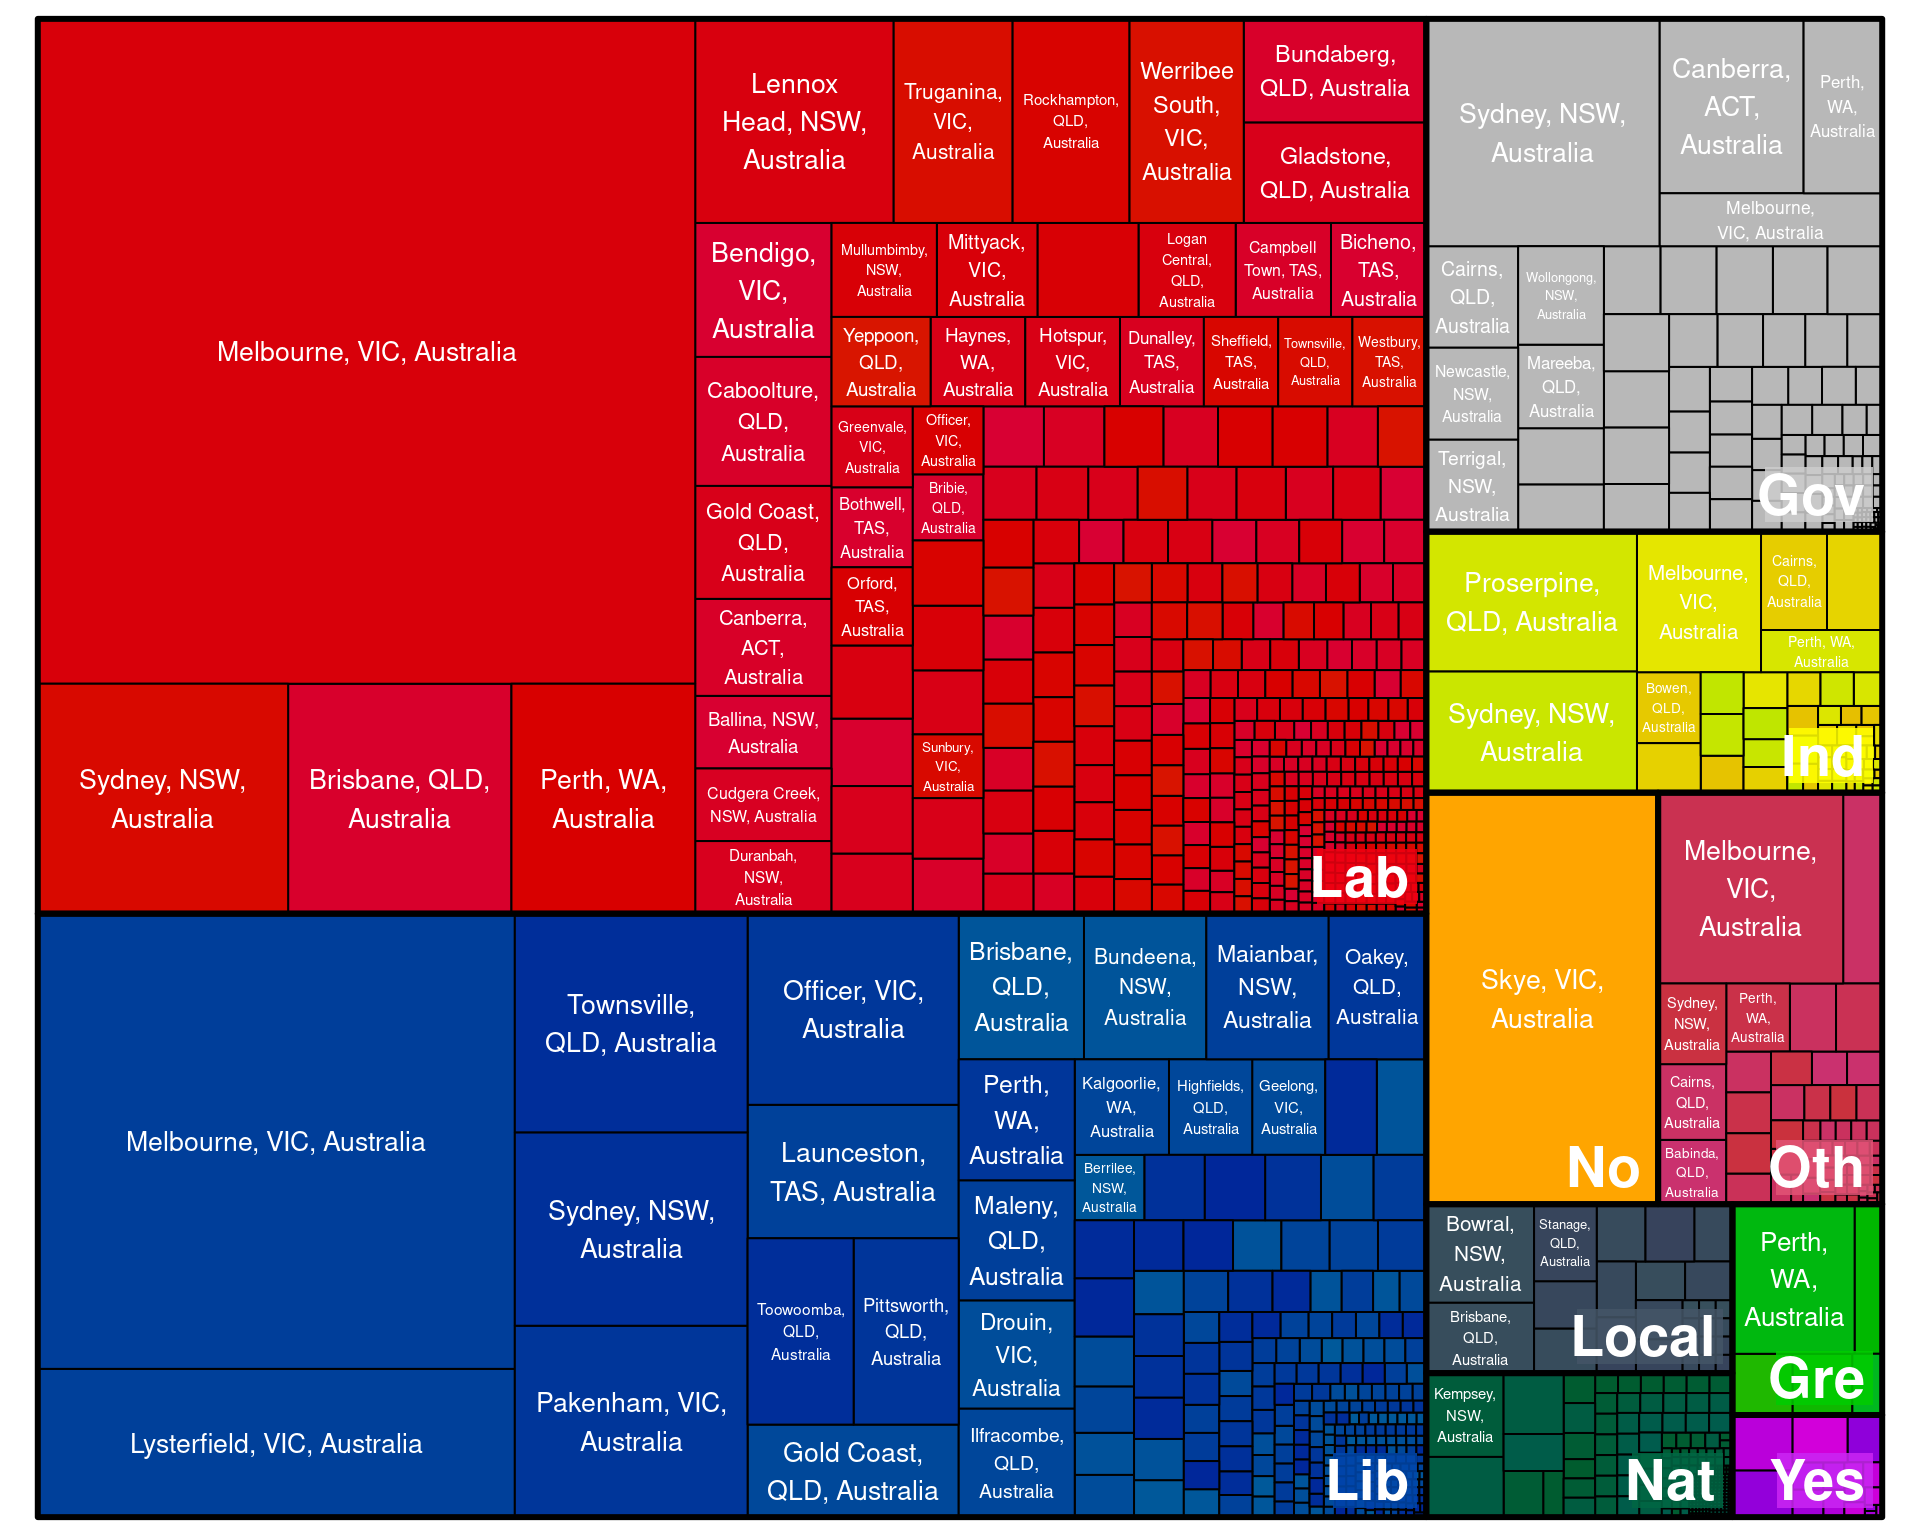 Melbourne, VIC, Australia
Sydney, NSW,
Australia
Brisbane, QLD,
Australia
Perth, WA,
Australia
Lennox
Head, NSW,
Australia
Truganina,
VIC,
Australia
Rockhampton,
QLD,
Australia
Werribee
South,
VIC,
Australia
Bundaberg,
QLD, Australia
Gladstone,
QLD, Australia
Bendigo,
VIC,
Australia
Caboolture,
QLD,
Australia
Gold Coast,
QLD,
Australia
Canberra,
ACT,
Australia
Ballina, NSW,
Australia
Cudgera Creek,
NSW, Australia
Duranbah,
NSW,
Australia
Mullumbimby,
NSW,
Australia
Mittyack,
VIC,
Australia
Logan
Central,
QLD,
Australia
Campbell
Town, TAS,
Australia
Bicheno,
TAS,
Australia
Yeppoon,
QLD,
Australia
Haynes,
WA,
Australia
Hotspur,
VIC,
Australia
Dunalley,
TAS,
Australia
Sheffield,
TAS,
Australia
Townsville,
QLD,
Australia
Westbury,
TAS,
Australia
Greenvale,
VIC,
Australia
Bothwell,
TAS,
Australia
Orford,
TAS,
Australia
Officer,
VIC,
Australia
Bribie,
QLD,
Australia
Sunbury,
VIC,
Australia
Lab
Melbourne, VIC, Australia
Lysterfield, VIC, Australia
Townsville,
QLD, Australia
Sydney, NSW,
Australia
Pakenham, VIC,
Australia
Officer, VIC,
Australia
Launceston,
TAS, Australia
Toowoomba,
QLD,
Australia
Pittsworth,
QLD,
Australia
Gold Coast,
QLD, Australia
Brisbane,
QLD,
Australia
Bundeena,
NSW,
Australia
Maianbar,
NSW,
Australia
Oakey,
QLD,
Australia
Perth,
WA,
Australia
Maleny,
QLD,
Australia
Drouin,
VIC,
Australia
Ilfracombe,
QLD,
Australia
Kalgoorlie,
WA,
Australia
Highfields,
QLD,
Australia
Geelong,
VIC,
Australia
Berrilee,
NSW,
Australia
Lib
Sydney, NSW,
Australia
Canberra,
ACT,
Australia
Perth,
WA,
Australia
Melbourne,
VIC, Australia
Cairns,
QLD,
Australia
Newcastle,
NSW,
Australia
Terrigal,
NSW,
Australia
Wollongong,
NSW,
Australia
Mareeba,
QLD,
Australia
Gov
Proserpine,
QLD, Australia
Sydney, NSW,
Australia
Melbourne,
VIC,
Australia
Cairns,
QLD,
Australia
Perth, WA,
Australia
Bowen,
QLD,
Australia
Ind
Skye, VIC,
Australia
No
Melbourne,
VIC,
Australia
Sydney,
NSW,
Australia
Perth,
WA,
Australia
Cairns,
QLD,
Australia
Babinda,
QLD,
Australia
Oth
Bowral,
NSW,
Australia
Brisbane,
QLD,
Australia
Stanage,
QLD,
Australia
Local
Perth,
WA,
Australia
Gre
Kempsey,
NSW,
Australia
Nat
Yes